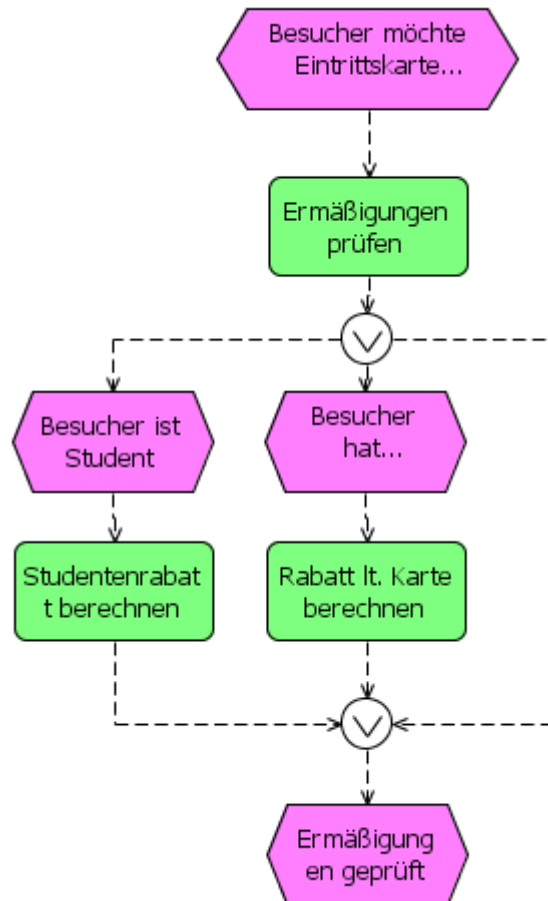 Besucher möchte
Eintrittskarte...
Ermäßigungen
prüfen
Besucher ist
Student
Besucher
hat...
Studentenrabat
t berechnen
Rabatt lt. Karte
berechnen
Ermäßigung
en geprüft